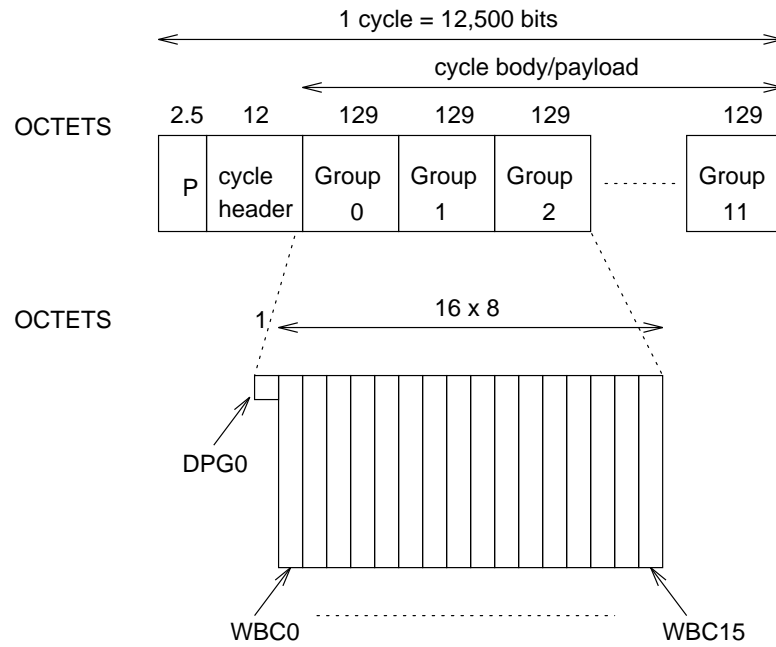 1 cycle = 12,500 bits
cycle body/payload
OCTETS 2.5 12 129 129 129 129
P cycle header Group 0 Group 1 Group 2 Group 11
OCTETS 1 16 x 8
DPG0
WBC0 WBC15